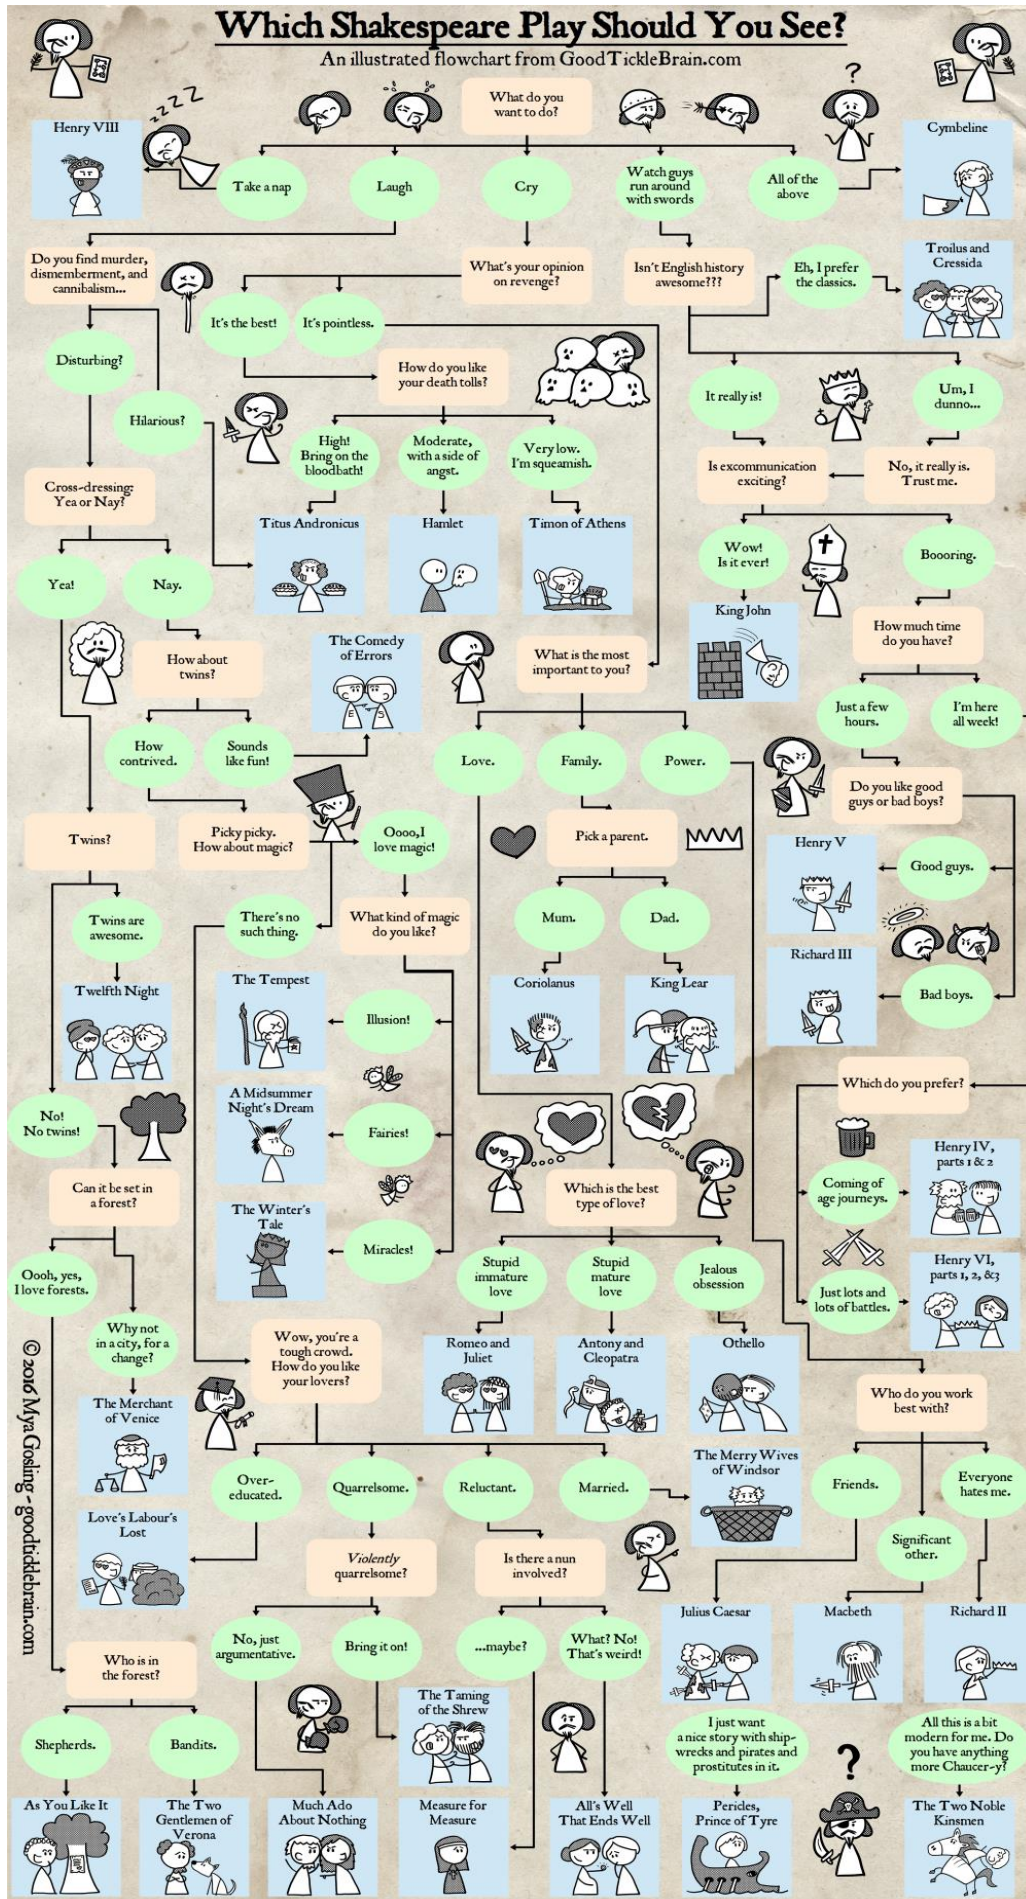 Which Shakespeare Play Should You See?
An illustrated flowchart from GoodTickleBrain.com
What do you
want to do?
zzzz
?
Henry VIII
Take a nap
Laugh
Cry
Watch guys
run around
with swords
All of the
above
Cymbeline
Do you find murder,
dismemberment, and
cannibalism...
What's your opinion
on revenge?
Isn't English history
awesome???
Eh, I prefer
the classics.
Troilus and
Cressida
It's the best!
It's pointless.
Disturbing?
Hilarious?
How do you like
your death tolls?
It really is!
Um, I
dunno...
High!
Bring on the
bloodbath!
Moderate,
with a side of
angst.
Very low.
I'm squeamish.
Is excommunication
exciting?
No, it really is.
Trust me.
Cross-dressing:
Yea or Nay?
Titus Andronicus
Hamlet
Timon of Athens
Wow!
Is it ever!
Boooring.
Yea!
Nay.
King John
How much time
do you have?
How about
twins?
The Comedy
of Errors
E
S
What is the most
important to you?
Just a few
hours.
I'm here
all week!
How
contrived.
Sounds
like fun!
Love.
Family.
Power.
Do you like good
guys or bad boys?
Twins?
Picky picky.
How about magic?
Oooo, I
love magic!
Pick a parent.
Henry V
Good guys.
Twins are
awesome.
There's no
such thing.
What kind of magic
do you like?
Mum.
Dad.
Richard III
Bad boys.
Twelfth Night
The Tempest
Illusion!
Coriolanus
King Lear
Which do you prefer?
No!
No twins!
A Midsummer
Night's Dream
Fairies!
Can it be set in
a forest?
The Winter's
Tale
Miracles!
Which is the best
type of love?
Coming of
age journeys.
Henry IV,
parts 1 & 2
Oooh, yes,
I love forests.
Why not
in a city, for a
change?
Stupid
immature
love
Stupid
mature
love
Jealous
obsession
Just lots and
lots of battles.
Henry VI,
parts 1, 2, &3
Wow, you're a
tough crowd.
How do you like
your lovers?
Romeo and
Juliet
Antony and
Cleopatra
Othello
Who do you work
best with?
The Merchant
of Venice
Over-
educated.
Quarrelsome.
Reluctant.
Married.
The Merry Wives
of Windsor
Friends.
Everyone
hates me.
Significant
other.
Love's Labour's
Lost
Violently
quarrelsome?
Is there a nun
involved?
Julius Caesar
Macbeth
Richard II
Who is in
the forest?
No, just
argumentative.
Bring it on!
...maybe?
What? No!
That's weird!
Shepherds.
Bandits.
The Taming
of the Shrew
I just want
a nice story with ship-
wrecks and pirates and
prostitutes in it.
?
All this is a bit
modern for me. Do
you have anything
more Chaucer-y?
As You Like It
The Two
Gentlemen of
Verona
Much Ado
About Nothing
Measure for
Measure
All's Well
That Ends Well
Pericles,
Prince of Tyre
The Two Noble
Kinsmen
© 2016 Mya Gosling - goodticklebrain.com